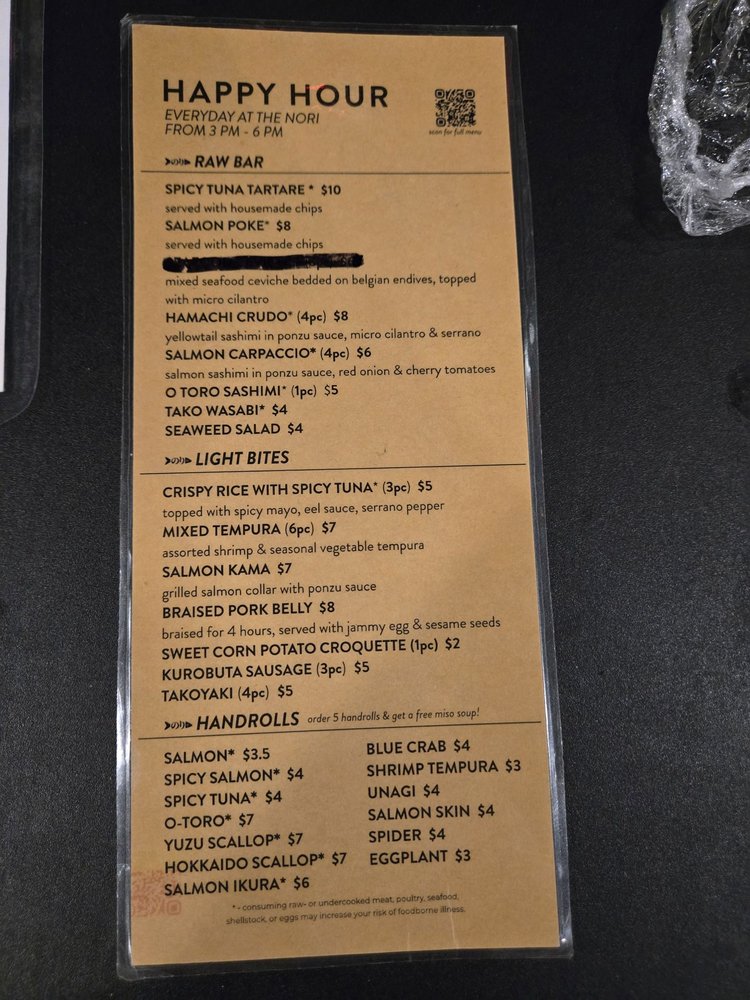 HAPPY HOUR
EVERYDAY AT THE NORI
FROM 3 PM - 6 PM
scan for full menu
のり RAW BAR
SPICY TUNA TARTARE * $10
served with housemade chips
SALMON POKE* $8
served with housemade chips
mixed seafood ceviche bedded on belgian endives, topped
with micro cilantro
HAMACHI CRUDO* (4pc) $8
yellowtail sashimi in ponzu sauce, micro cilantro & serrano
SALMON CARPACCIO* (4pc) $6
salmon sashimi in ponzu sauce, red onion & cherry tomatoes
O TORO SASHIMI* (1pc) $5
TAKO WASABI* $4
SEAWEED SALAD $4
のり LIGHT BITES
CRISPY RICE WITH SPICY TUNA* (3pc) $5
topped with spicy mayo, eel sauce, serrano pepper
MIXED TEMPURA (6pc) $7
assorted shrimp & seasonal vegetable tempura
SALMON KAMA $7
grilled salmon collar with ponzu sauce
BRAISED PORK BELLY $8
braised for 4 hours, served with jammy egg & sesame seeds
SWEET CORN POTATO CROQUETTE (1pc) $2
KUROBUTA SAUSAGE (3pc) $5
TAKOYAKI (4pc) $5
のり HANDROLLS order 5 handrolls & get a free miso soup!
SALMON* $3.5
SPICY SALMON* $4
SPICY TUNA* $4
O-TORO* $7
YUZU SCALLOP* $7
HOKKAIDO SCALLOP* $7
SALMON IKURA* $6
BLUE CRAB $4
SHRIMP TEMPURA $3
UNAGI $4
SALMON SKIN $4
SPIDER $4
EGGPLANT $3
* - consuming raw- or undercooked meat, poultry, seafood,
shellstock, or eggs may increase your risk of foodborne illness.